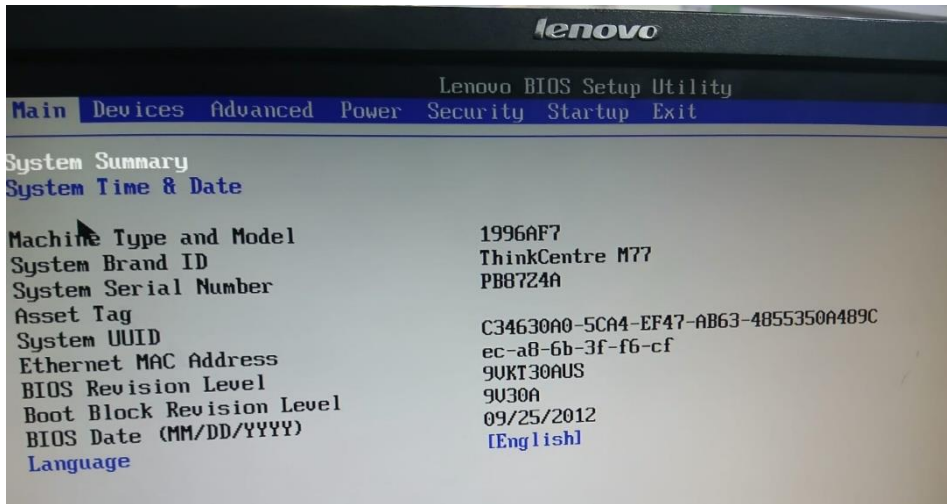 lenovo
Lenovo BIOS Setup Utility
Main Devices Advanced Power Security Startup Exit
System Summary
System Time & Date
Machine Type and Model 1996AF7
System Brand ID ThinkCentre M77
System Serial Number PB87Z4A
Asset Tag
System UUID C34630A0-5CA4-EF47-AB63-4855350A489C
Ethernet MAC Address ec-a8-6b-3f-f6-cf
BIOS Revision Level 9VKT30AUS
Boot Block Revision Level 9V30A
BIOS Date (MM/DD/YYYY) 09/25/2012
Language [English]